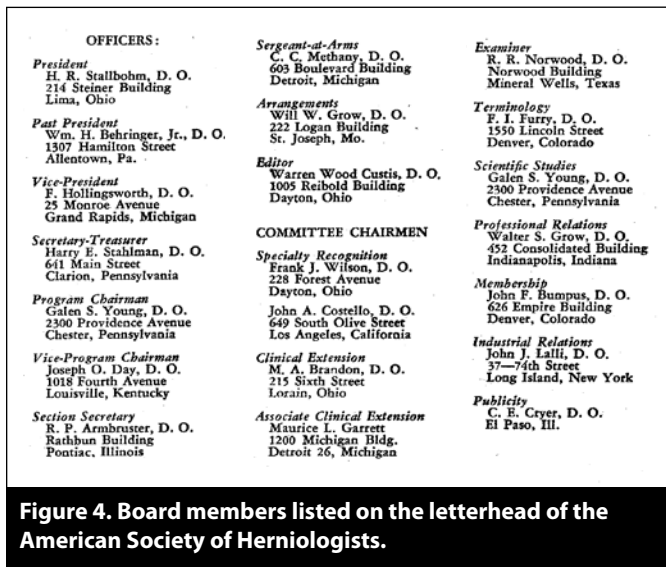 OFFICERS:
President
H. R. Stallbohm, D. O.
214 Steiner Building
Lima, Ohio
Past President
Wm. H. Behringer, Jr., D. O.
1307 Hamilton Street
Allentown, Pa.
Vice-President
F. Hollingsworth, D. O.
25 Monroe Avenue
Grand Rapids, Michigan
Secretary-Treasurer
Harry E. Stahlman, D. O.
641 Main Street
Clarion, Pennsylvania
Program Chairman
Galen S. Young, D. O.
2300 Providence Avenue
Chester, Pennsylvania
Vice-Program Chairman
Joseph O. Day, D. O.
1018 Fourth Avenue
Louisville, Kentucky
Section Secretary
R. P. Armbruster, D. O.
Rathbun Building
Pontiac, Illinois
Sergeant-at-Arms
C. C. Methany, D. O.
603 Boulevard Building
Detroit, Michigan
Arrangements
Will W. Grow, D. O.
222 Logan Building
St. Joseph, Mo.
Editor
Warren Wood Custis, D. O.
1005 Reibold Building
Dayton, Ohio
COMMITTEE CHAIRMEN
Specialty Recognition
Frank J. Wilson, D. O.
228 Forest Avenue
Dayton, Ohio
John A. Costello, D. O.
649 South Olive Street
Los Angeles, California
Clinical Extension
M. A. Brandon, D. O.
215 Sixth Street
Lorain, Ohio
Associate Clinical Extension
Maurice L. Garrett
1200 Michigan Bldg.
Detroit 26, Michigan
Examiner
R. R. Norwood, D. O.
Norwood Building
Mineral Wells, Texas
Terminology
F. I. Furry, D. O.
1550 Lincoln Street
Denver, Colorado
Scientific Studies
Galen S. Young, D. O.
2300 Providence Avenue
Chester, Pennsylvania
Professional Relations
Walter S. Grow, D. O.
452 Consolidated Building
Indianapolis, Indiana
Membership
John F. Bumpus, D. O.
626 Empire Building
Denver, Colorado
Industrial Relations
John J. Lalli, D. O.
37—74th Street
Long Island, New York
Publicity
C. E. Cryer, D. O.
El Paso, Ill.
Figure 4. Board members listed on the letterhead of the
American Society of Herniologists.